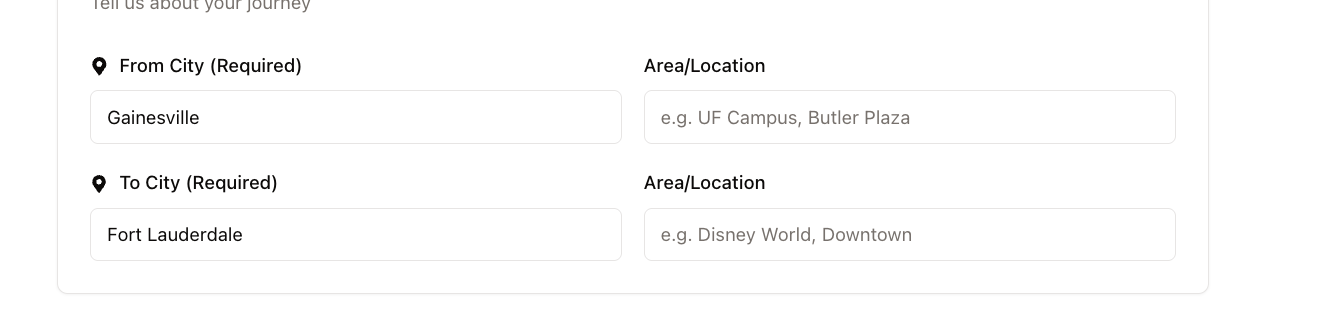 Tell us about your journey
From City (Required)
Area/Location
Gainesville
e.g. UF Campus, Butler Plaza
To City (Required)
Area/Location
Fort Lauderdale
e.g. Disney World, Downtown